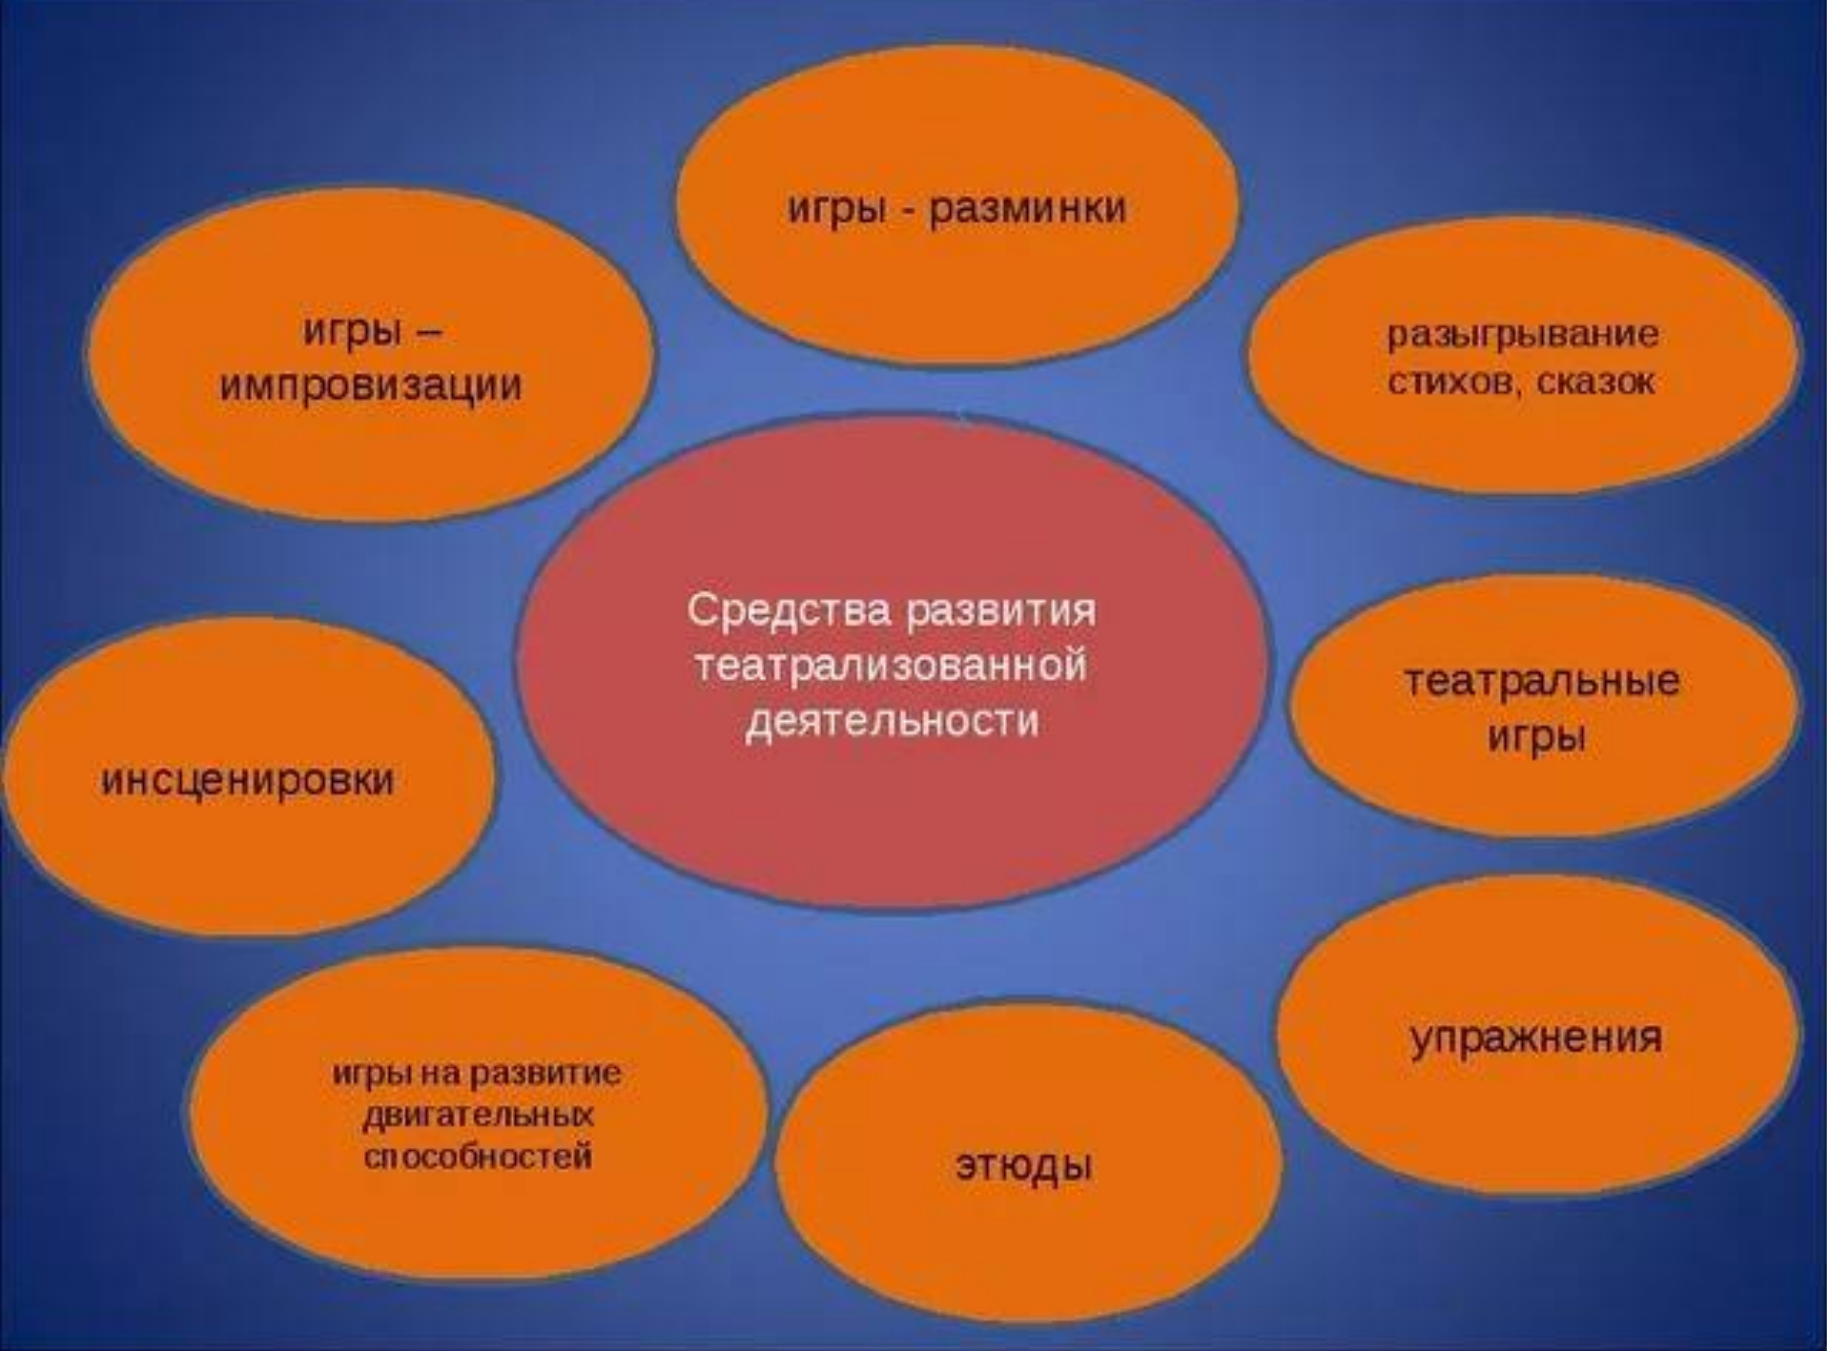 игры - разминки
игры –
импровизации
разыгрывание
стихов, сказок
Средства развития
театрализованной
деятельности
театральные
игры
инсценировки
упражнения
игры на развитие
двигательных
способностей
этюды